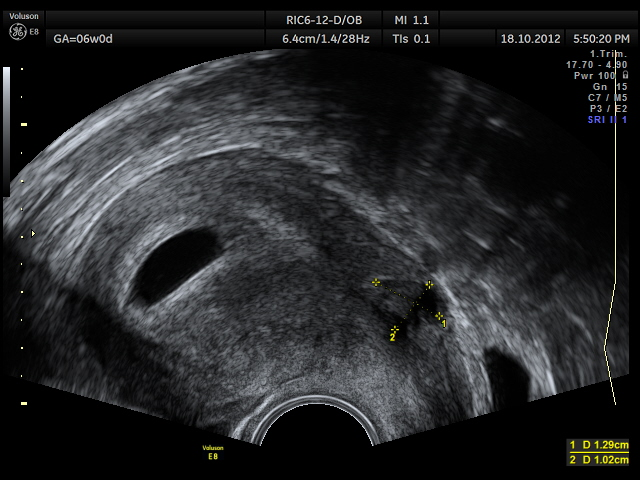 Voluson
E8
RIC6-12-D/OB
MI 1.1
GA=06w0d
6.4cm/1.4/28Hz
TIs 0.1
18.10.2012
5:50:20 PM
1.Trim.
17.70 - 4.90
Pwr 100
Gn 15
C7 / M5
P3 / E2
SRI II 1
1
2
Voluson
E8
1 D 1.29cm
2 D 1.02cm